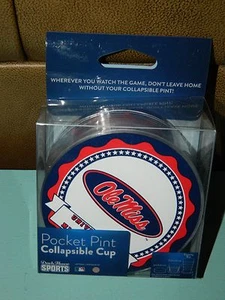 WHEREVER YOU WATCH THE GAME, DON'T LEAVE HOME
WITHOUT YOUR COLLAPSIBLE PINT!
Ole Miss
Pocket Pint
Collapsible Cup
SPORTS